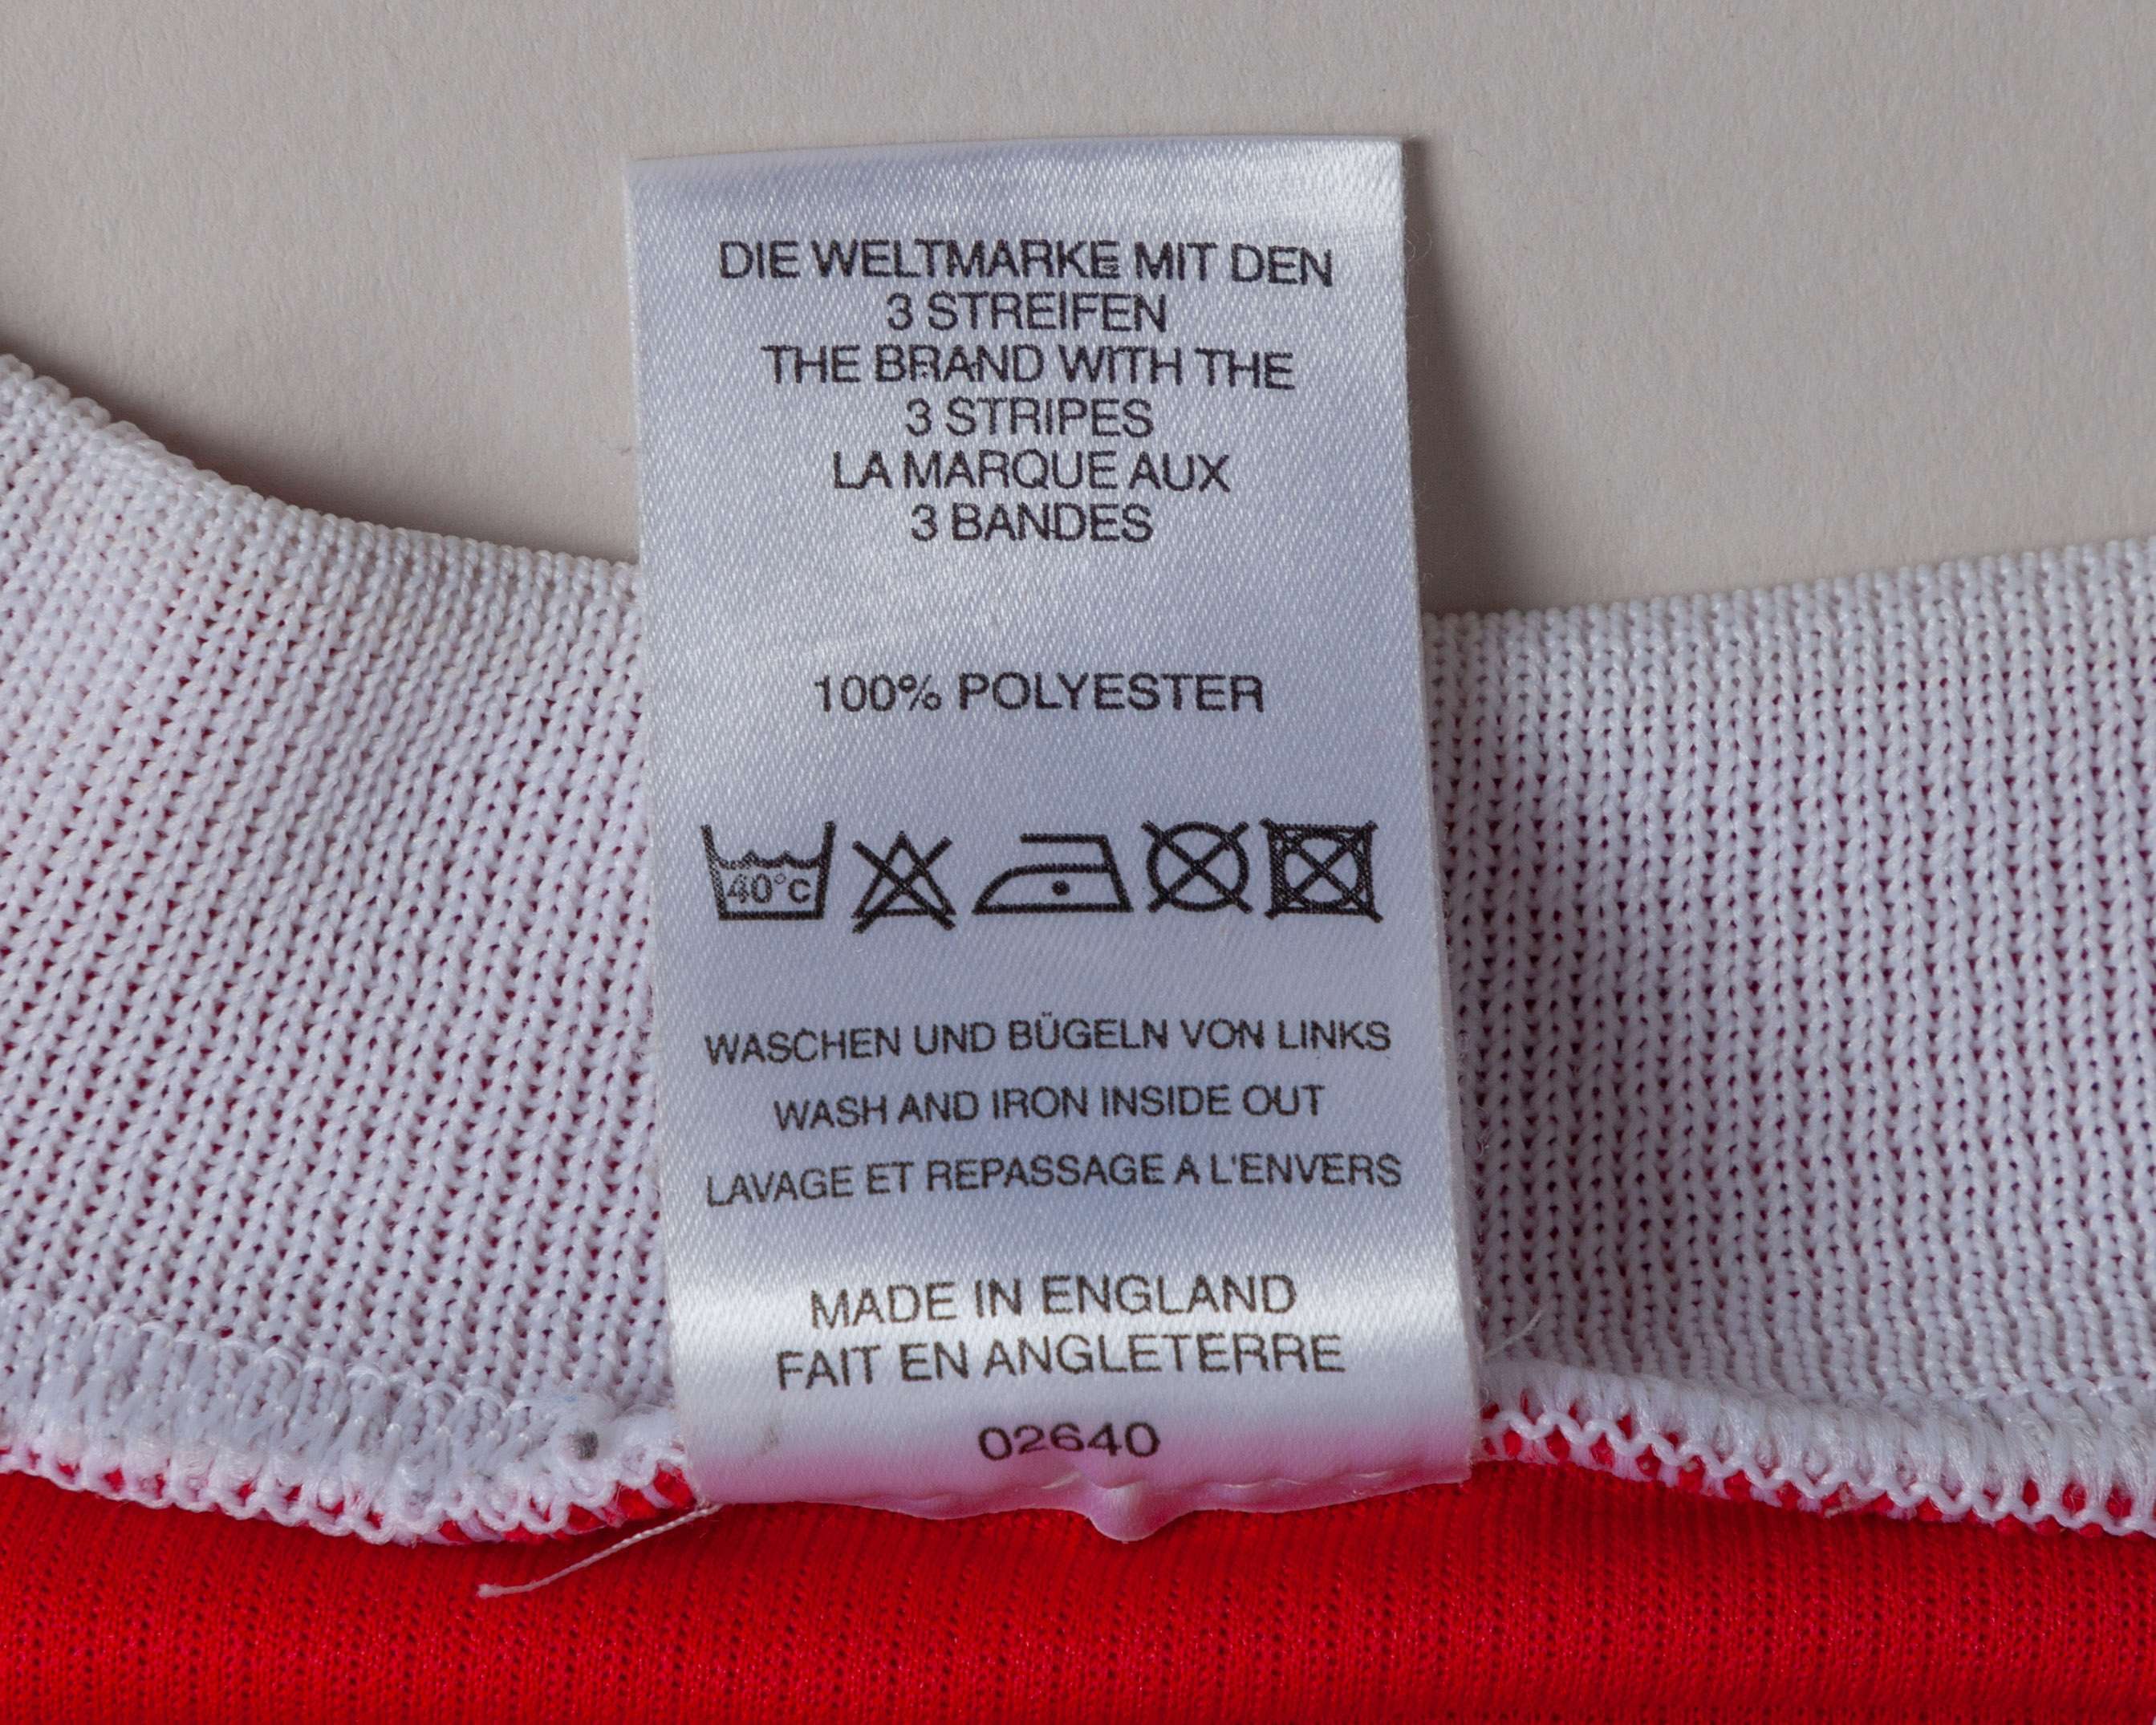 DIE WELTMARKE MIT DEN
3 STREIFEN
THE BRAND WITH THE
3 STRIPES
LA MARQUE AUX
3 BANDES
100% POLYESTER
40°c
WASCHEN UND BÜGELN VON LINKS
WASH AND IRON INSIDE OUT
LAVAGE ET REPASSAGE A L'ENVERS
MADE IN ENGLAND
FAIT EN ANGLETERRE
02640